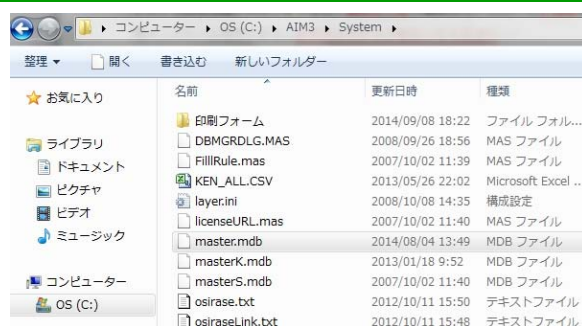 コンピューター ▸ OS (C:) ▸ AIM3 ▸ System ▸
整理 ▼ 開く 書き込む 新しいフォルダー
お気に入り
ライブラリ
ドキュメント
ピクチャ
ビデオ
ミュージック
コンピューター
OS (C:)
名前 更新日時 種類
印刷フォーム 2014/09/08 18:22 ファイル フォル...
DBMGRDLG.MAS 2008/09/26 18:56 MAS ファイル
FilllRule.mas 2007/10/02 11:39 MAS ファイル
KEN_ALL.CSV 2013/05/26 22:02 Microsoft Excel ..
layer.ini 2008/10/08 14:35 構成設定
licenseURL.mas 2007/10/02 11:40 MAS ファイル
master.mdb 2014/08/04 13:49 MDB ファイル
masterK.mdb 2013/01/18 9:52 MDB ファイル
masterS.mdb 2007/10/02 11:40 MDB ファイル
osirase.txt 2012/10/11 15:50 テキストファイル
osiraseLink.txt 2012/10/11 15:48 テキストファイル